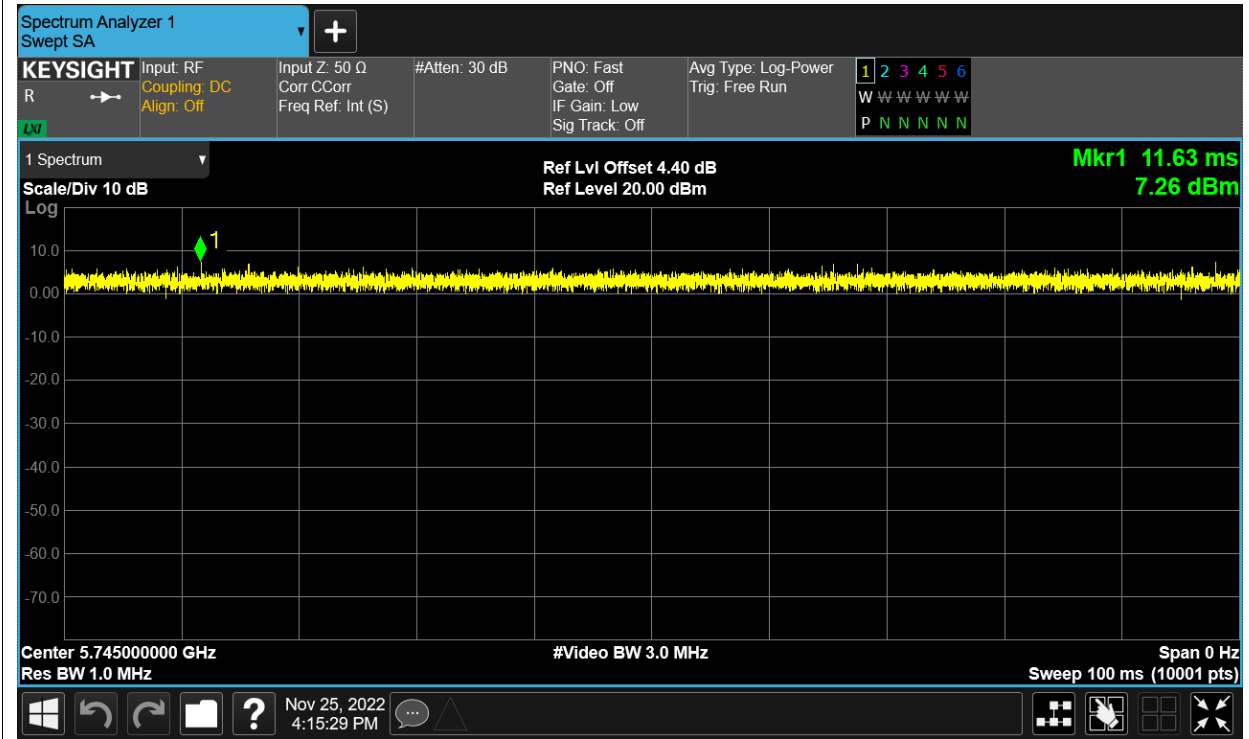 Spectrum Analyzer 1
Swept SA
KEYSIGHT
R
LXI
Input: RF
Coupling: DC
Align: Off
Input Z: 50 Ω
Corr CCorr
Freq Ref: Int (S)
#Atten: 30 dB
PNO: Fast
Gate: Off
IF Gain: Low
Sig Track: Off
Avg Type: Log-Power
Trig: Free Run
1 2 3 4 5 6
W W W W W W
P N N N N N
1 Spectrum
Scale/Div 10 dB
Ref Lvl Offset 4.40 dB
Ref Level 20.00 dBm
Mkr1 11.63 ms
7.26 dBm
Log
1
10.0
0.00
-10.0
-20.0
-30.0
-40.0
-50.0
-60.0
-70.0
Center 5.745000000 GHz
#Video BW 3.0 MHz
Span 0 Hz
Res BW 1.0 MHz
Sweep 100 ms (10001 pts)
?
Nov 25, 2022
4:15:29 PM